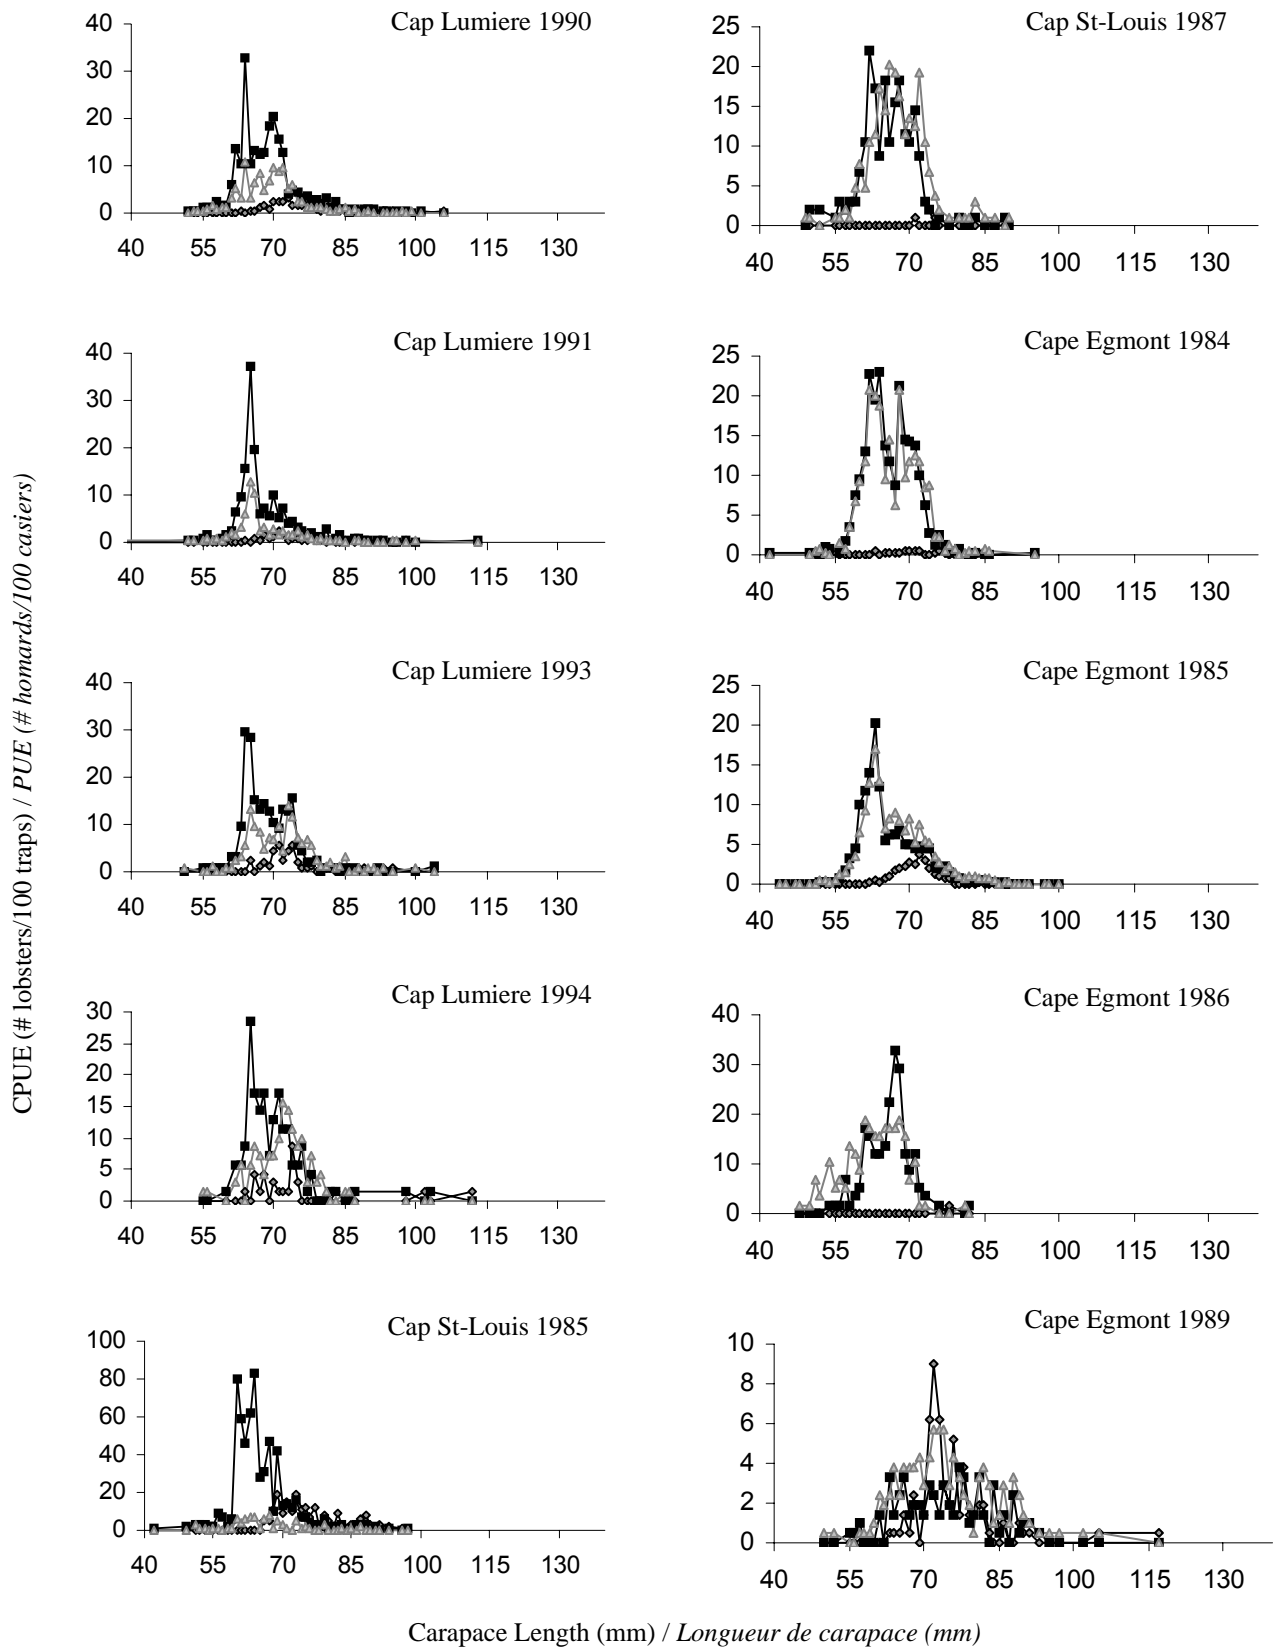 CPUE (# lobsters/100 traps) / PUE (# homards/100 casiers)
Cap Lumiere 1990
40
30
20
10
0
40 55 70 85 100 115 130
Cap Lumiere 1991
40
30
20
10
0
40 55 70 85 100 115 130
Cap Lumiere 1993
40
30
20
10
0
40 55 70 85 100 115 130
Cap Lumiere 1994
30
25
20
15
10
5
0
40 55 70 85 100 115 130
Cap St-Louis 1985
100
80
60
40
20
0
40 55 70 85 100 115 130
Cap St-Louis 1987
25
20
15
10
5
0
40 55 70 85 100 115 130
Cape Egmont 1984
25
20
15
10
5
0
40 55 70 85 100 115 130
Cape Egmont 1985
25
20
15
10
5
0
40 55 70 85 100 115 130
Cape Egmont 1986
40
30
20
10
0
40 55 70 85 100 115 130
Cape Egmont 1989
10
8
6
4
2
0
40 55 70 85 100 115 130
Carapace Length (mm) / Longueur de carapace (mm)